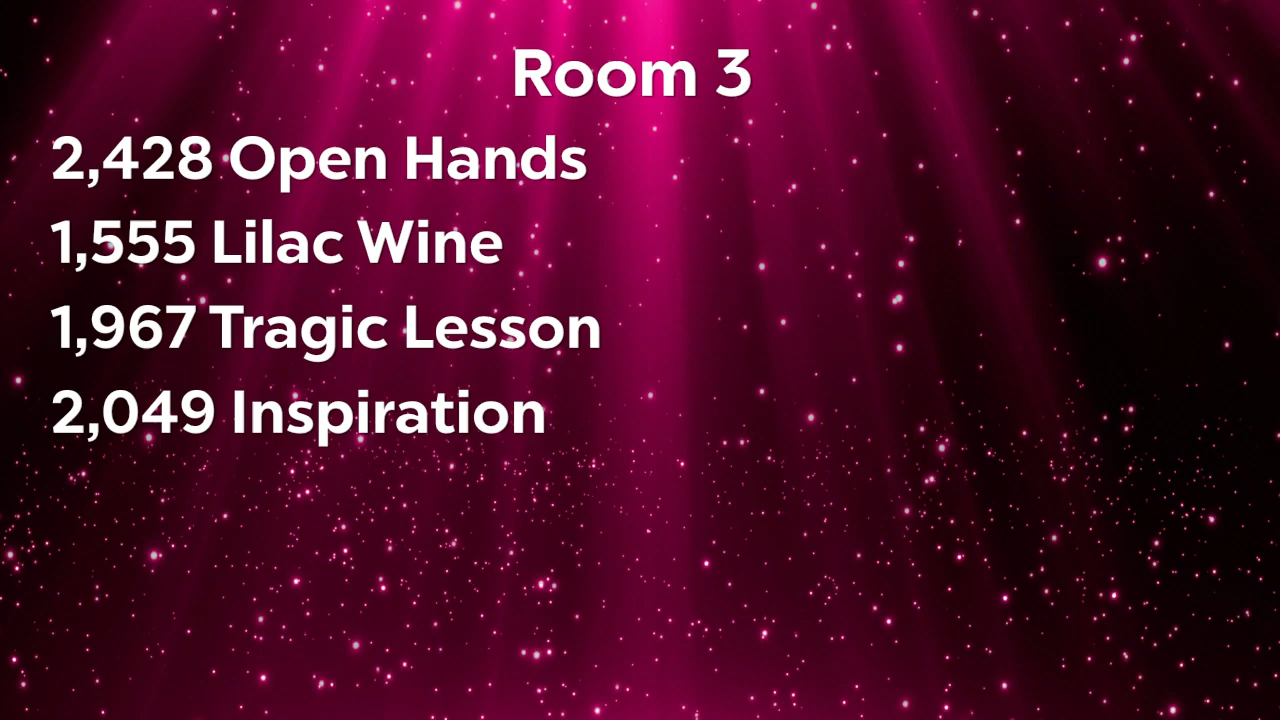 Room 3
2,428 Open Hands
1,555 Lilac Wine
1,967 Tragic Lesson
2,049 Inspiration